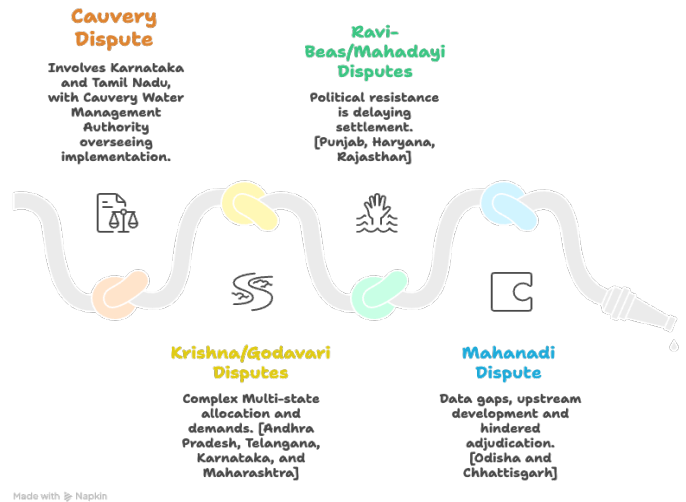 Cauvery
Dispute
Involves Karnataka
and Tamil Nadu,
with Cauvery Water
Management
Authority
overseeing
implementation.
Ravi-
Beas/Mahadayi
Disputes
Political resistance
is delaying
settlement.
[Punjab, Haryana,
Rajasthan]
Krishna/Godavari
Disputes
Complex Multi-state
allocation and
demands. [Andhra
Pradesh, Telangana,
Karnataka, and
Maharashtra]
Mahanadi
Dispute
Data gaps, upstream
development and
hindered
adjudication.
[Odisha and
Chhattisgarh]
Made with Napkin